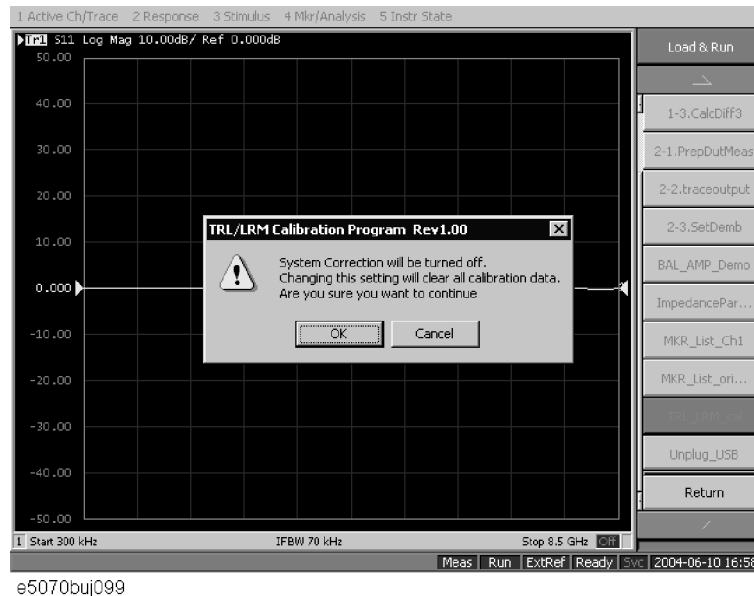 1 Active Ch/Trace 2 Response 3 Stimulus 4 Mkr/Analysis 5 Instr State
Tr1 S11 Log Mag 10.00dB/ Ref 0.000dB
50.00
40.00
30.00
20.00
10.00
0.000
-10.00
-20.00
-30.00
-40.00
-50.00
TRL/LRM Calibration Program Rev1.00
System Correction will be turned off.
Changing this setting will clear all calibration data.
Are you sure you want to continue
OK Cancel
Load & Run
1-3.CalcDiff3
2-1.PrepDutMeas
2-2.traceoutput
2-3.SetDemb
BAL_AMP_Demo
ImpedancePar...
MKR_List_Ch1
MKR_List_ori...
TRL_LRM_cal
Unplug_USB
Return
1 Start 300 kHz IFBW 70 kHz Stop 8.5 GHz Off
Meas Run ExtRef Ready Svc 2004-06-10 16:58
e5070buj099